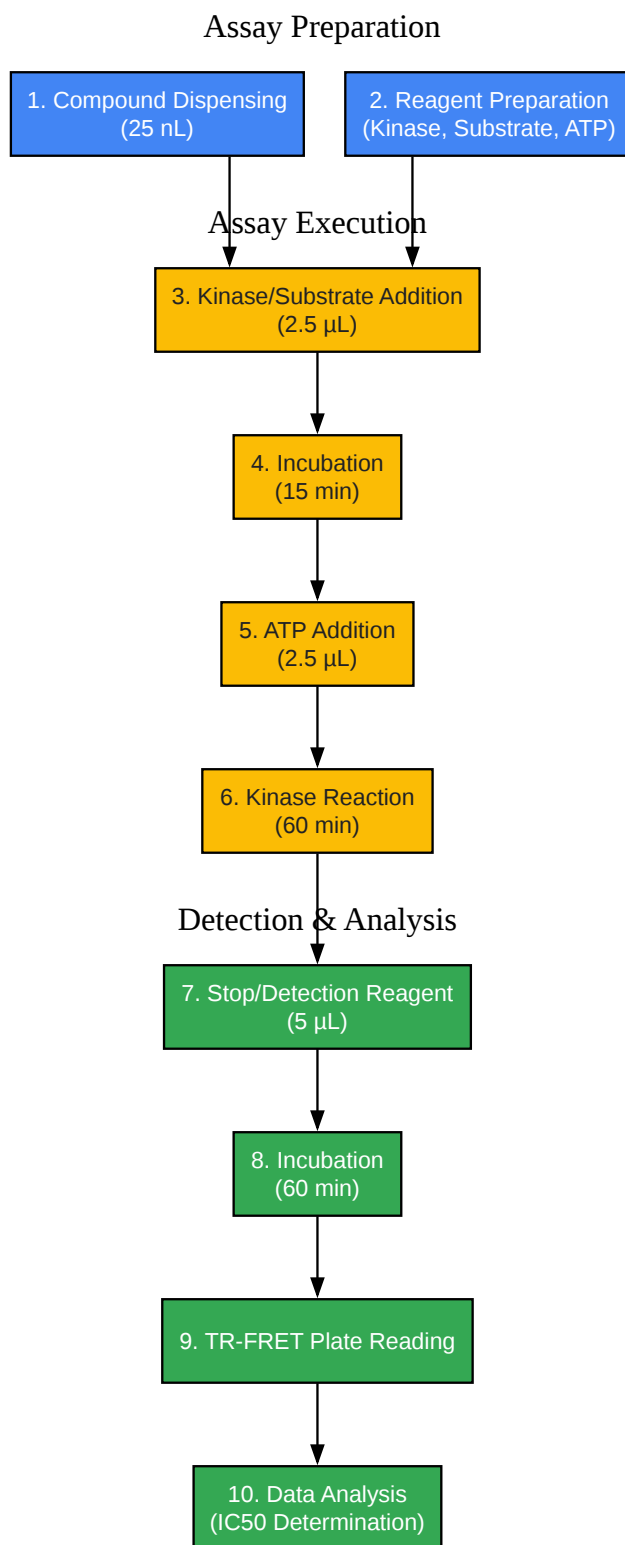 Assay Preparation
1. Compound Dispensing
(25 nL)
2. Reagent Preparation
(Kinase, Substrate, ATP)
Assay Execution
3. Kinase/Substrate Addition
(2.5 µL)
4. Incubation
(15 min)
5. ATP Addition
(2.5 µL)
6. Kinase Reaction
(60 min)
Detection & Analysis
7. Stop/Detection Reagent
(5 µL)
8. Incubation
(60 min)
9. TR-FRET Plate Reading
10. Data Analysis
(IC50 Determination)